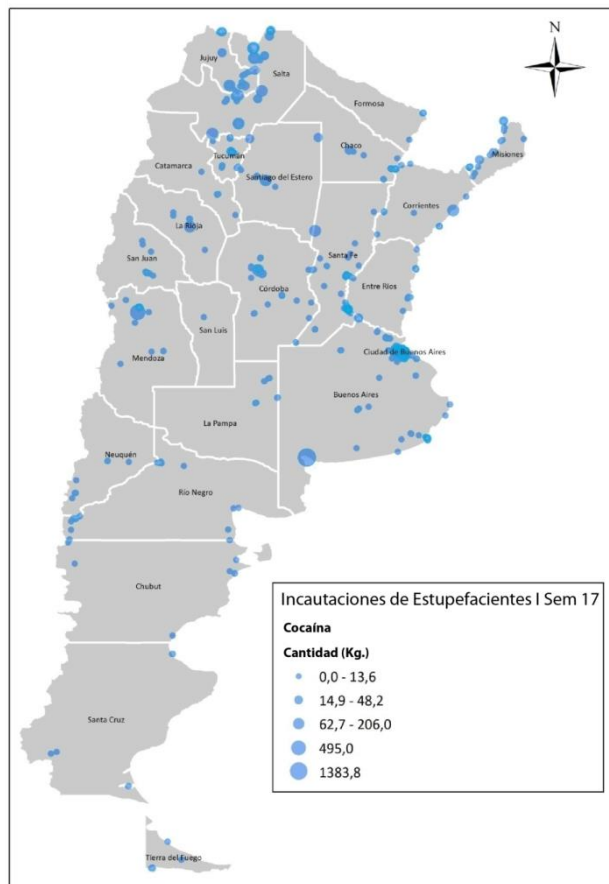 N
Jujuy
Salta
Formosa
Chaco
Misiones
Tucumán
Catamarca
Santiago del Estero
Corrientes
La Rioja
Santa Fe
San Juan
Córdoba
Entre Ríos
San Luis
Mendoza
Ciudad de Buenos Aires
Buenos Aires
La Pampa
Neuquén
Río Negro
Chubut
Santa Cruz
Tierra del Fuego
Incautaciones de Estupefacientes I Sem 17
Cocaína
Cantidad (Kg.)
0,0 - 13,6
14,9 - 48,2
62,7 - 206,0
495,0
1383,8